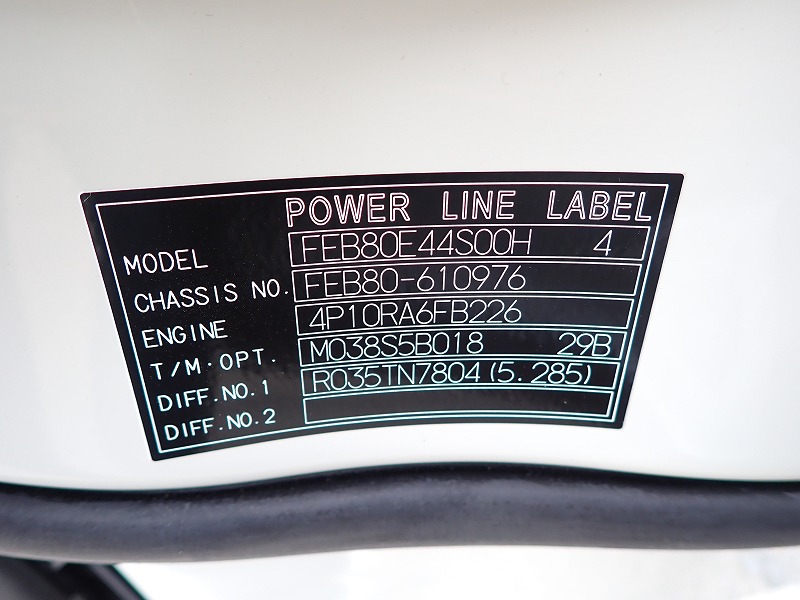 POWER LINE LABEL
MODEL FEB80E44S00H 4
CHASSIS NO. FEB80-610976
ENGINE 4P10RA6FB226
T/M·OPT. M038S5B018 29B
DIFF.NO.1 R035TN7804(5.285)
DIFF.NO.2